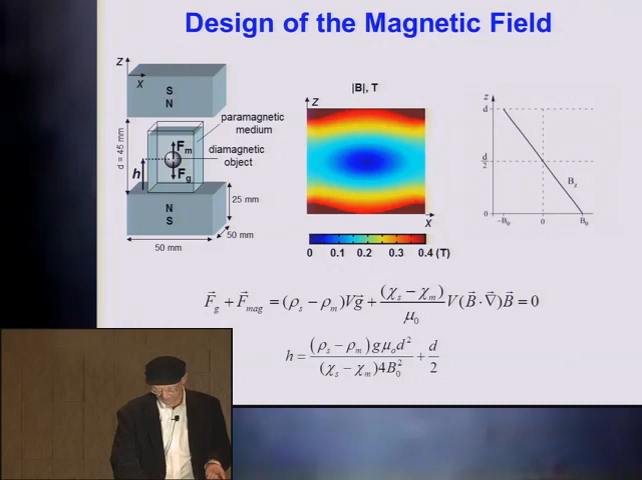 Design of the Magnetic Field
Z
X
S
N
paramagnetic
medium
d = 45 mm
F_m
diamagnetic
object
h
F_g
N
S
25 mm
50 mm
50 mm
|B|, T
Z
X
0 0.1 0.2 0.3 0.4 (T)
z
d
d/2
B_z
0
-B_0 0 B_0
F⃗_g + F⃗_mag = (ρ_s − ρ_m)Vg⃗ + (χ_s − χ_m)/μ_0 V(B⃗ · ∇⃗)B⃗ = 0
h = (ρ_s − ρ_m)gμ_o d²/(χ_s − χ_m)4B_0² + d/2